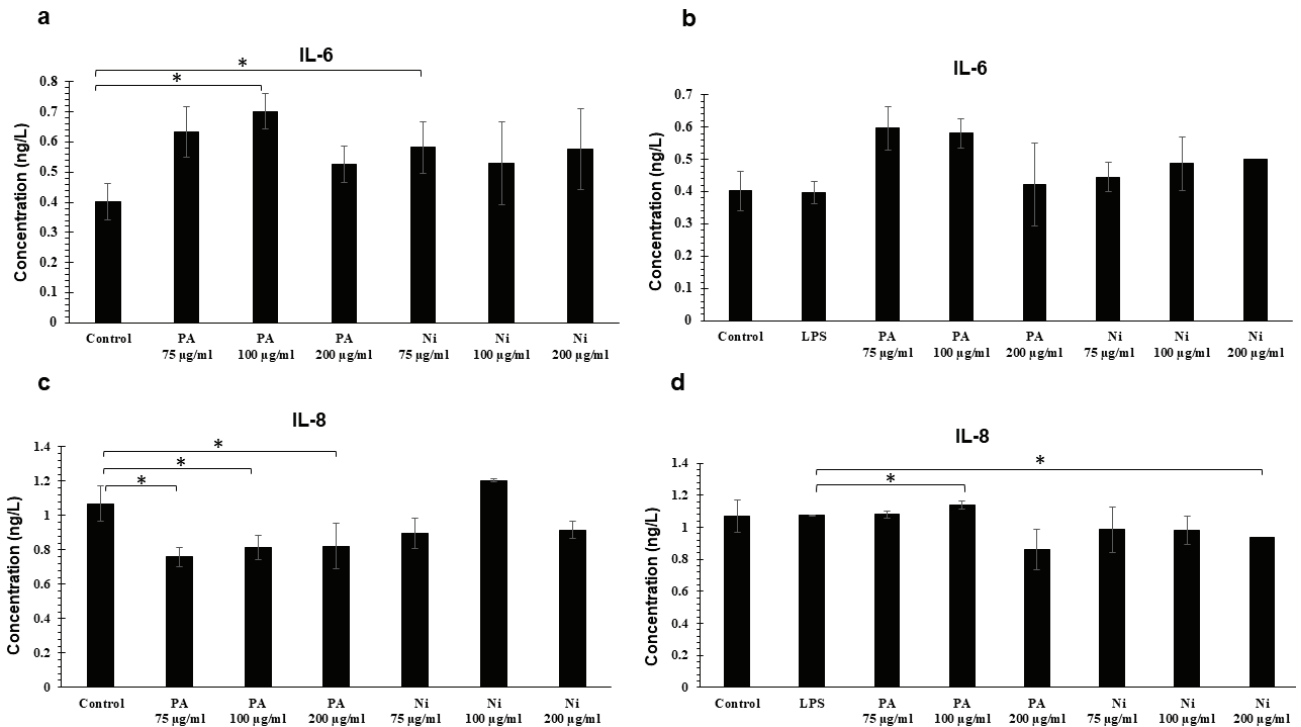 a
IL-6
*
*
Concentration (ng/L)
0.8
0.7
0.6
0.5
0.4
0.3
0.2
0.1
0
Control PA PA PA Ni Ni Ni
75 µg/ml 100 µg/ml 200 µg/ml 75 µg/ml 100 µg/ml 200 µg/ml
b
IL-6
Concentration (ng/L)
0.7
0.6
0.5
0.4
0.3
0.2
0.1
0
Control LPS PA PA PA Ni Ni Ni
75 µg/ml 100 µg/ml 200 µg/ml 75 µg/ml 100 µg/ml 200 µg/ml
c
IL-8
*
*
*
Concentration (ng/L)
1.4
1.2
1
0.8
0.6
0.4
0.2
0
Control PA PA PA Ni Ni Ni
75 µg/ml 100 µg/ml 200 µg/ml 75 µg/ml 100 µg/ml 200 µg/ml
d
IL-8
*
*
Concentration (ng/L)
1.4
1.2
1
0.8
0.6
0.4
0.2
0
Control LPS PA PA PA Ni Ni Ni
75 µg/ml 100 µg/ml 200 µg/ml 75 µg/ml 100 µg/ml 200 µg/ml